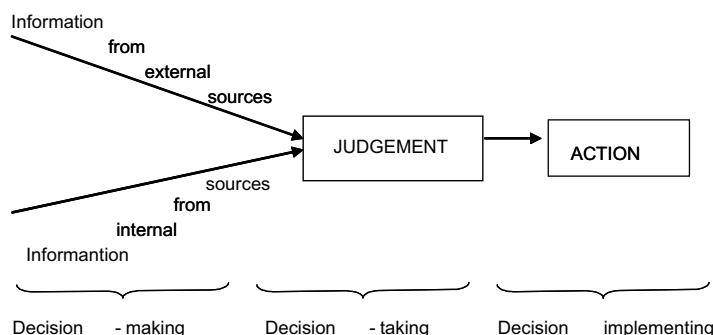 Information
from
external
sources
JUDGEMENT
ACTION
sources
from
internal
Informantion
Decision - making
Decision - taking
Decision implementing